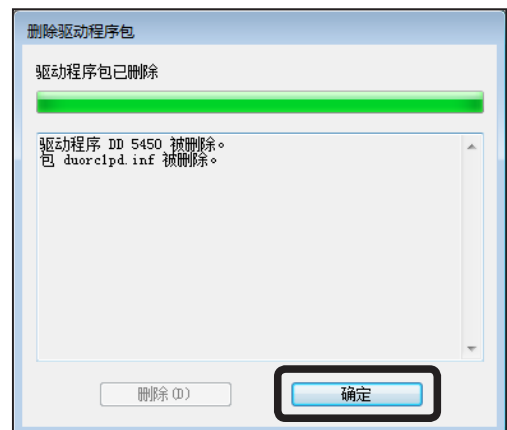 删除驱动程序包
驱动程序包已删除
驱动程序 DD 5450 被删除。
包 duorc1pd.inf 被删除。
删除(D)
确定